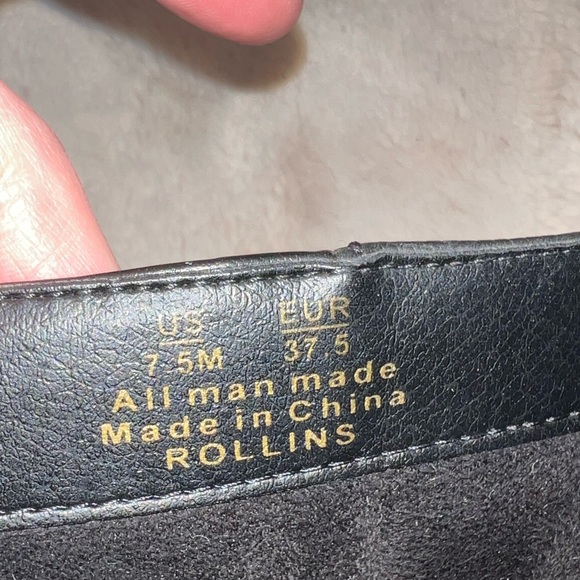 US EUR
7.5M 37.5
All man made
Made in China
ROLLINS